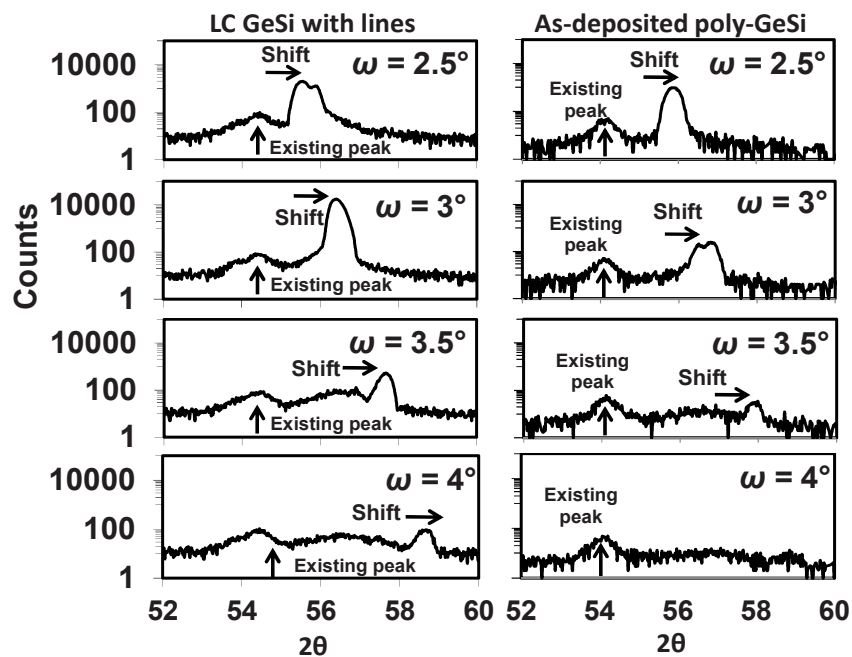 LC GeSi with lines
As-deposited poly-GeSi
Counts
10000
100
1
Shift
ω = 2.5°
Existing peak
Existing
peak
Shift
ω = 2.5°
10000
100
1
Shift
ω = 3°
Existing peak
Existing
peak
Shift
ω = 3°
10000
100
1
Shift
ω = 3.5°
Existing peak
Existing
peak
Shift
ω = 3.5°
10000
100
1
Shift
ω = 4°
Existing peak
Existing
peak
ω = 4°
52 54 56 58 60
52 54 56 58 60
2θ
2θ